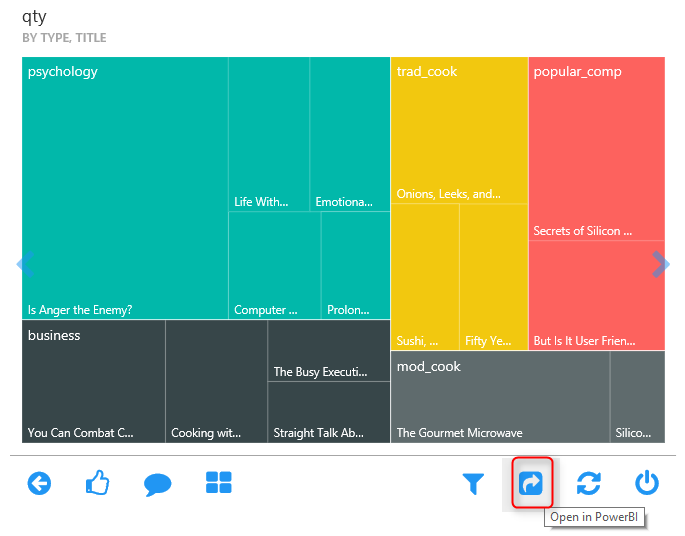 qty
BY TYPE, TITLE
psychology
Is Anger the Enemy?
Life With...
Emotiona...
Computer ...
Prolon...
trad_cook
Onions, Leeks, and...
Sushi, ...
Fifty Ye...
popular_comp
Secrets of Silicon ...
But Is It User Frien...
business
You Can Combat C...
Cooking wit...
The Busy Executi...
Straight Talk Ab...
mod_cook
The Gourmet Microwave
Silico...
Open in PowerBI